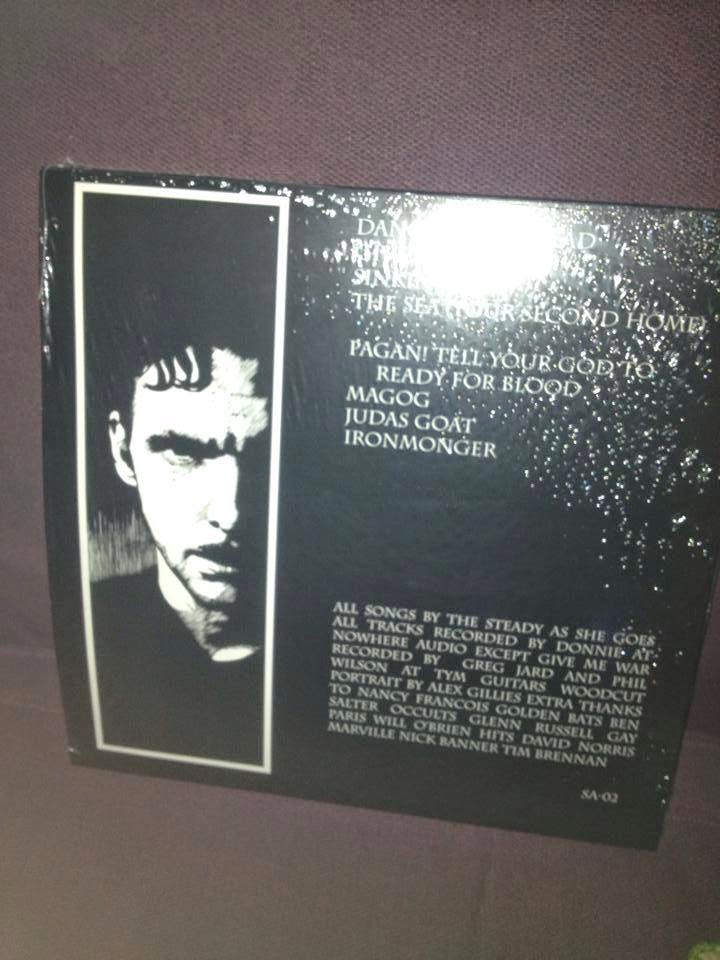 THE SEA! OUR SECOND HOME!
PAGAN! TELL YOUR GOD TO
READY FOR BLOOD
MAGOG
JUDAS GOAT
IRONMONGER
ALL SONGS BY THE STEADY AS SHE GOES
ALL TRACKS RECORDED BY DONNIE AT
NOWHERE AUDIO EXCEPT GIVE ME WAR
RECORDED BY GREG JARD AND PHIL
WILSON AT TYM GUITARS WOODCUT
PORTRAIT BY ALEX GILLIES EXTRA THANKS
TO NANCY FRANCOIS GOLDEN BATS BEN
SALTER OCCULTS GLENN RUSSELL GAY
PARIS WILL O'BRIEN HITS DAVID NORRIS
MARVILLE NICK BANNER TIM BRENNAN
SA-02